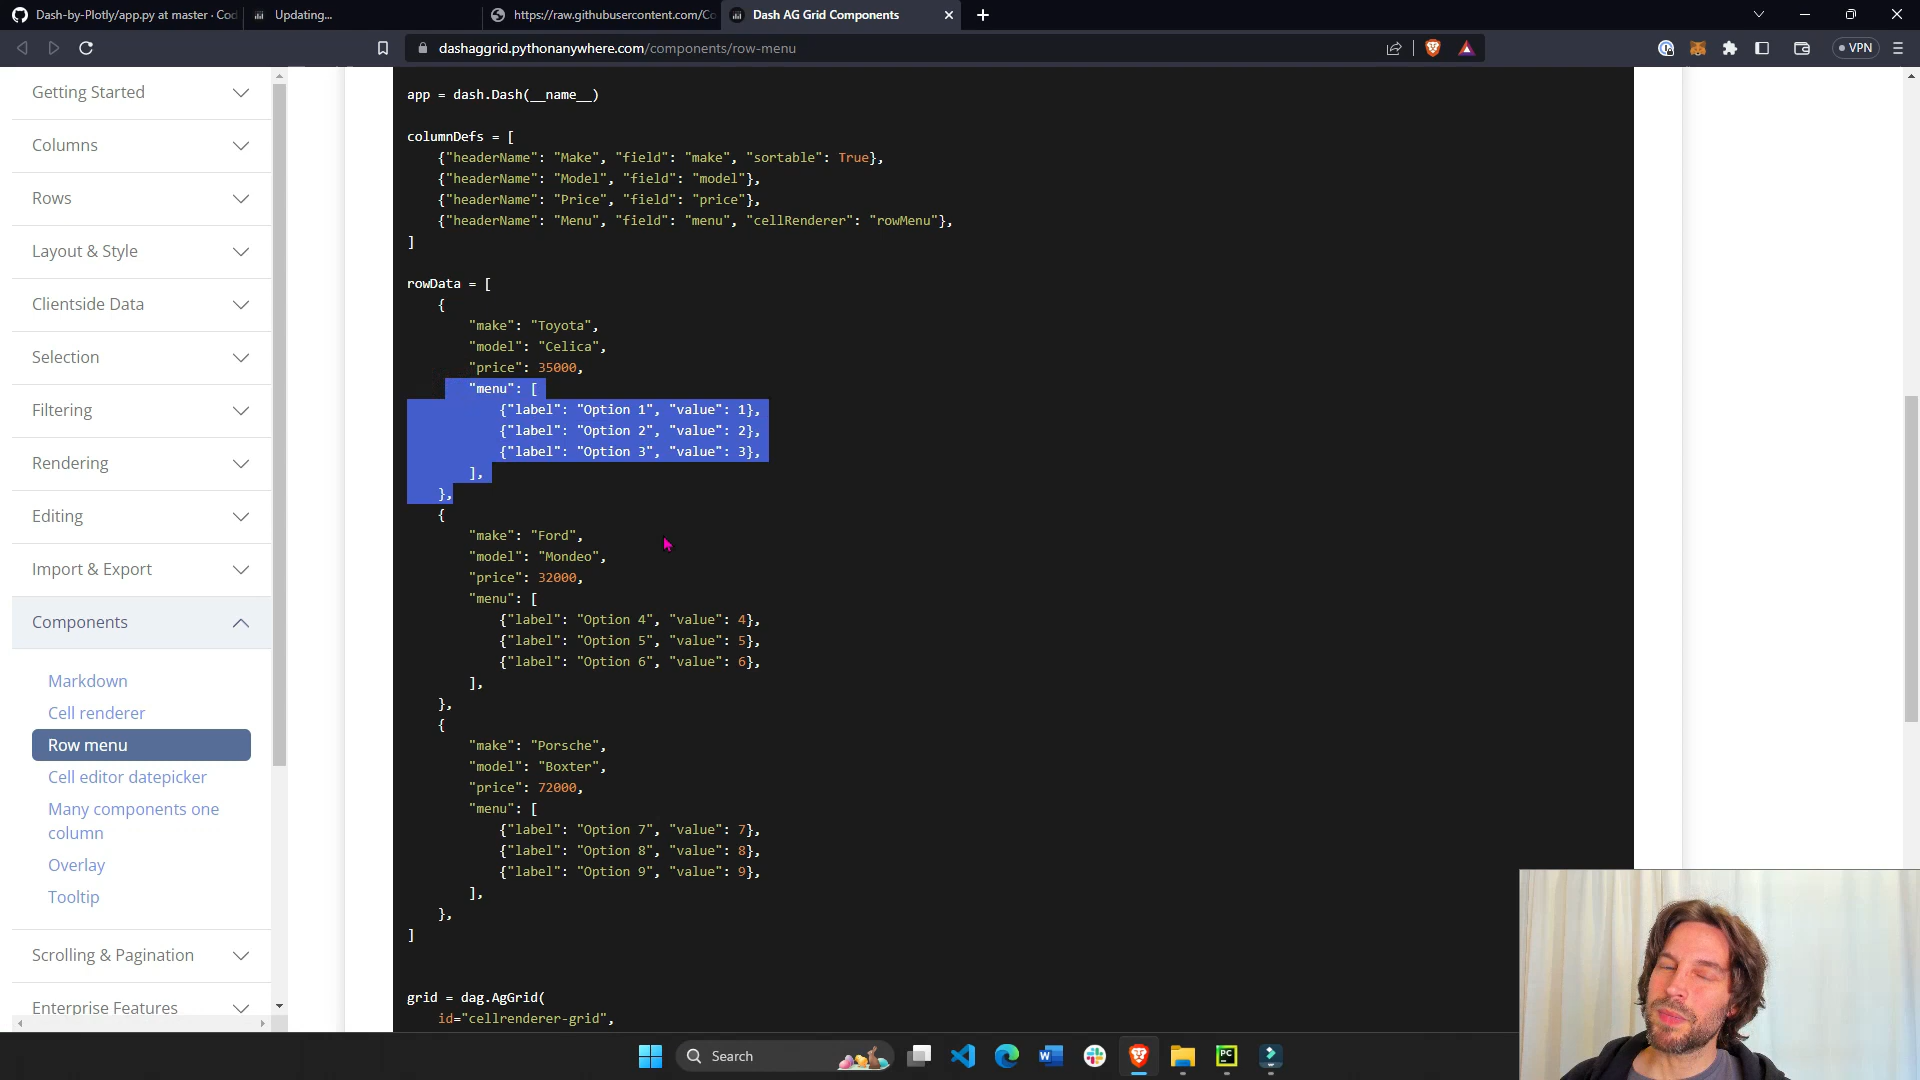 Dash-by-Plotly/app.py at master · Cod
Updating...
https://raw.githubusercontent.com/Co
Dash AG Grid Components
dashaggrid.pythonanywhere.com/components/row-menu
VPN
Getting Started
Columns
Rows
Layout & Style
Clientside Data
Selection
Filtering
Rendering
Editing
Import & Export
Components
Markdown
Cell renderer
Row menu
Cell editor datepicker
Many components one
column
Overlay
Tooltip
Scrolling & Pagination
Enterprise Features
app = dash.Dash(__name__)
columnDefs = [
{"headerName": "Make", "field": "make", "sortable": True},
{"headerName": "Model", "field": "model"},
{"headerName": "Price", "field": "price"},
{"headerName": "Menu", "field": "menu", "cellRenderer": "rowMenu"},
]
rowData = [
{
"make": "Toyota",
"model": "Celica",
"price": 35000,
"menu": [
{"label": "Option 1", "value": 1},
{"label": "Option 2", "value": 2},
{"label": "Option 3", "value": 3},
],
},
{
"make": "Ford",
"model": "Mondeo",
"price": 32000,
"menu": [
{"label": "Option 4", "value": 4},
{"label": "Option 5", "value": 5},
{"label": "Option 6", "value": 6},
],
},
{
"make": "Porsche",
"model": "Boxter",
"price": 72000,
"menu": [
{"label": "Option 7", "value": 7},
{"label": "Option 8", "value": 8},
{"label": "Option 9", "value": 9},
],
},
]
grid = dag.AgGrid(
id="cellrenderer-grid",
Search